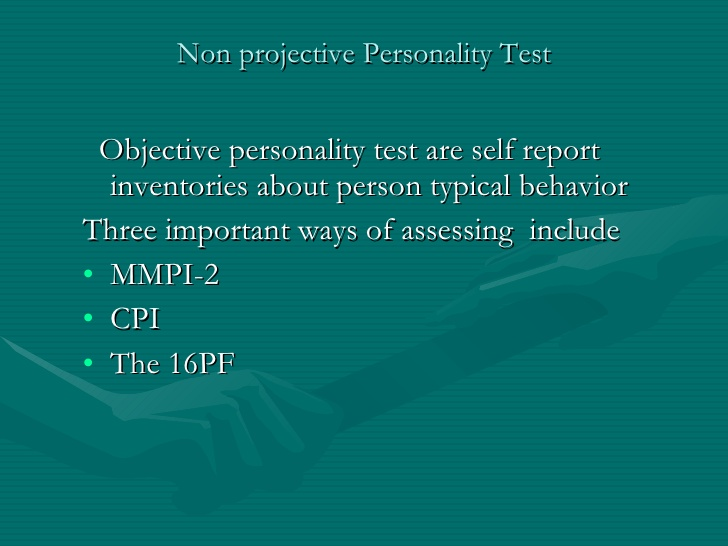 Non projective Personality Test
Objective personality test are self report
inventories about person typical behavior
Three important ways of assessing  include
• MMPI-2
• CPI
• The 16PF